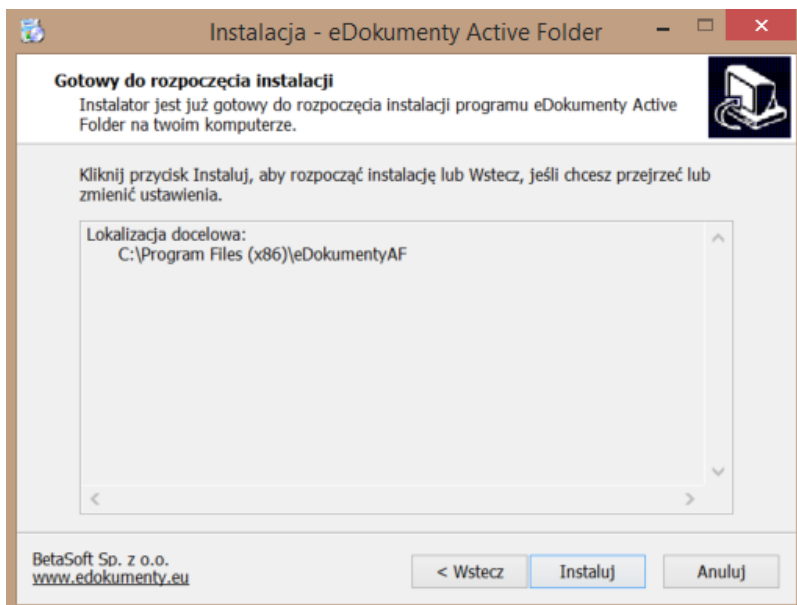 Instalacja - eDokumenty Active Folder
Gotowy do rozpoczęcia instalacji
Instalator jest już gotowy do rozpoczęcia instalacji programu eDokumenty Active
Folder na twoim komputerze.
Kliknij przycisk Instaluj, aby rozpocząć instalację lub Wstecz, jeśli chcesz przejrzeć lub
zmienić ustawienia.
Lokalizacja docelowa:
C:\Program Files (x86)\eDokumentyAF
BetaSoft Sp. z o.o.
www.edokumenty.eu
< Wstecz Instaluj Anuluj